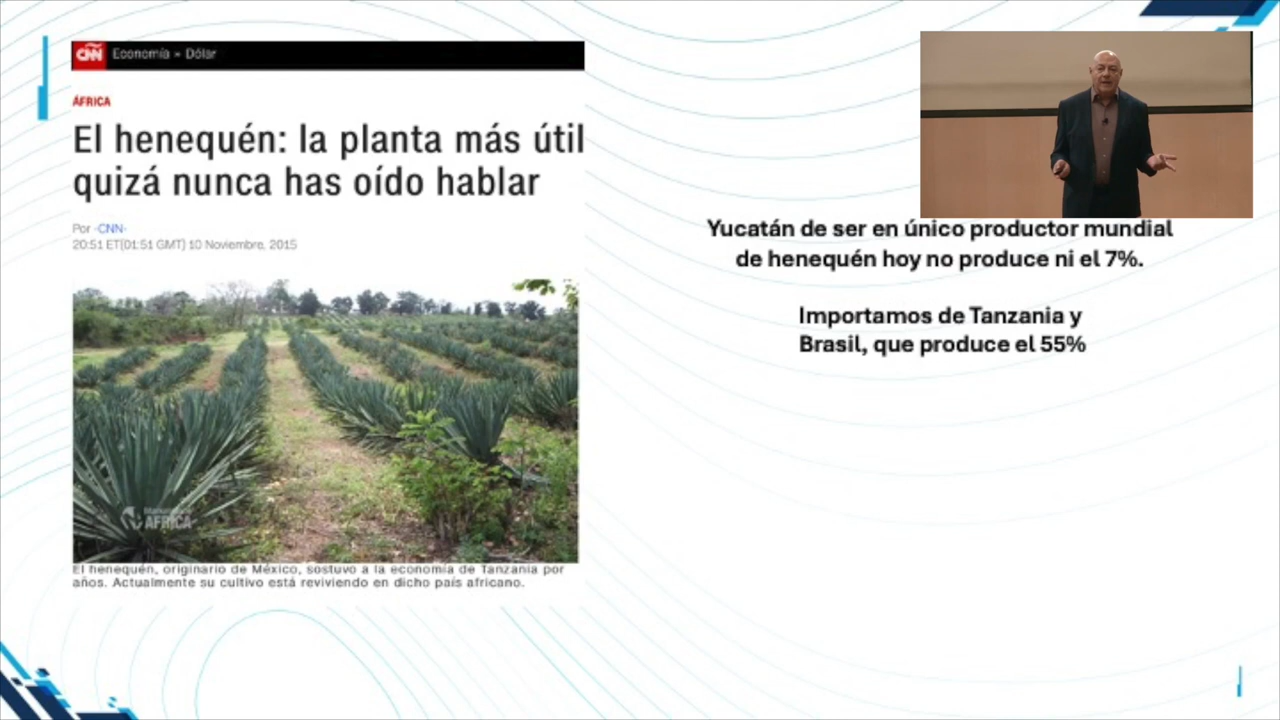 CNN Economía » Dólar
ÁFRICA
El henequén: la planta más útil
quizá nunca has oído hablar
Por -CNN-
20:51 ET(01:51 GMT) 10 Noviembre, 2015
AFRICA
El henequén, originario de México, sostuvo a la economía de Tanzania por
años. Actualmente su cultivo está reviviendo en dicho país africano.
Yucatán de ser en único productor mundial
de henequén hoy no produce ni el 7%.
Importamos de Tanzania y
Brasil, que produce el 55%